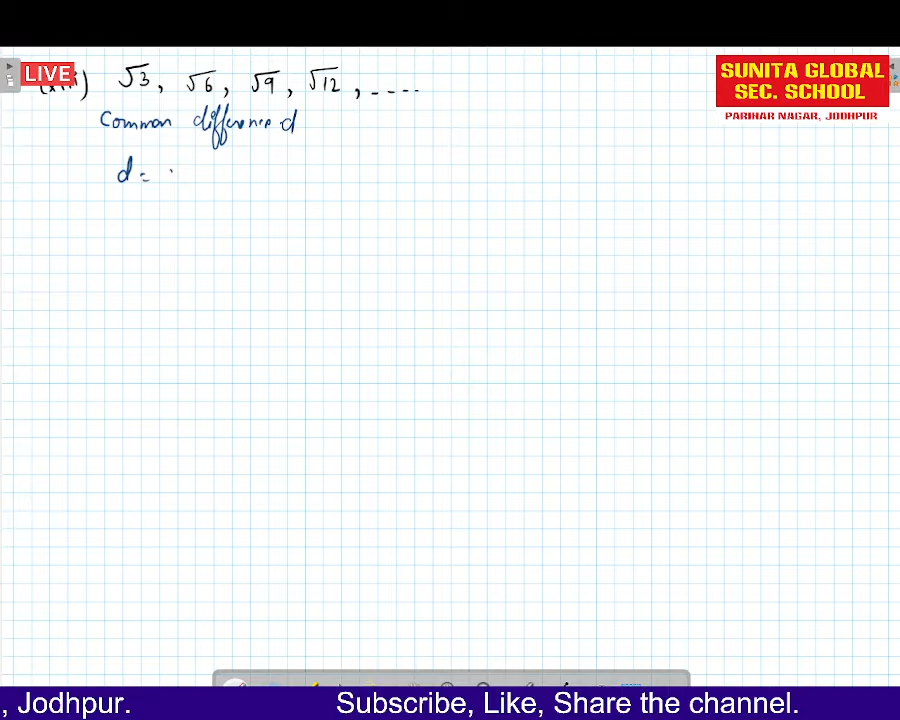 LIVE
(xiii) √3, √6, √9, √12, ....
SUNITA GLOBAL
SEC. SCHOOL
PARIHAR NAGAR, JODHPUR
Common difference d
d =
, Jodhpur. Subscribe, Like, Share the channel.